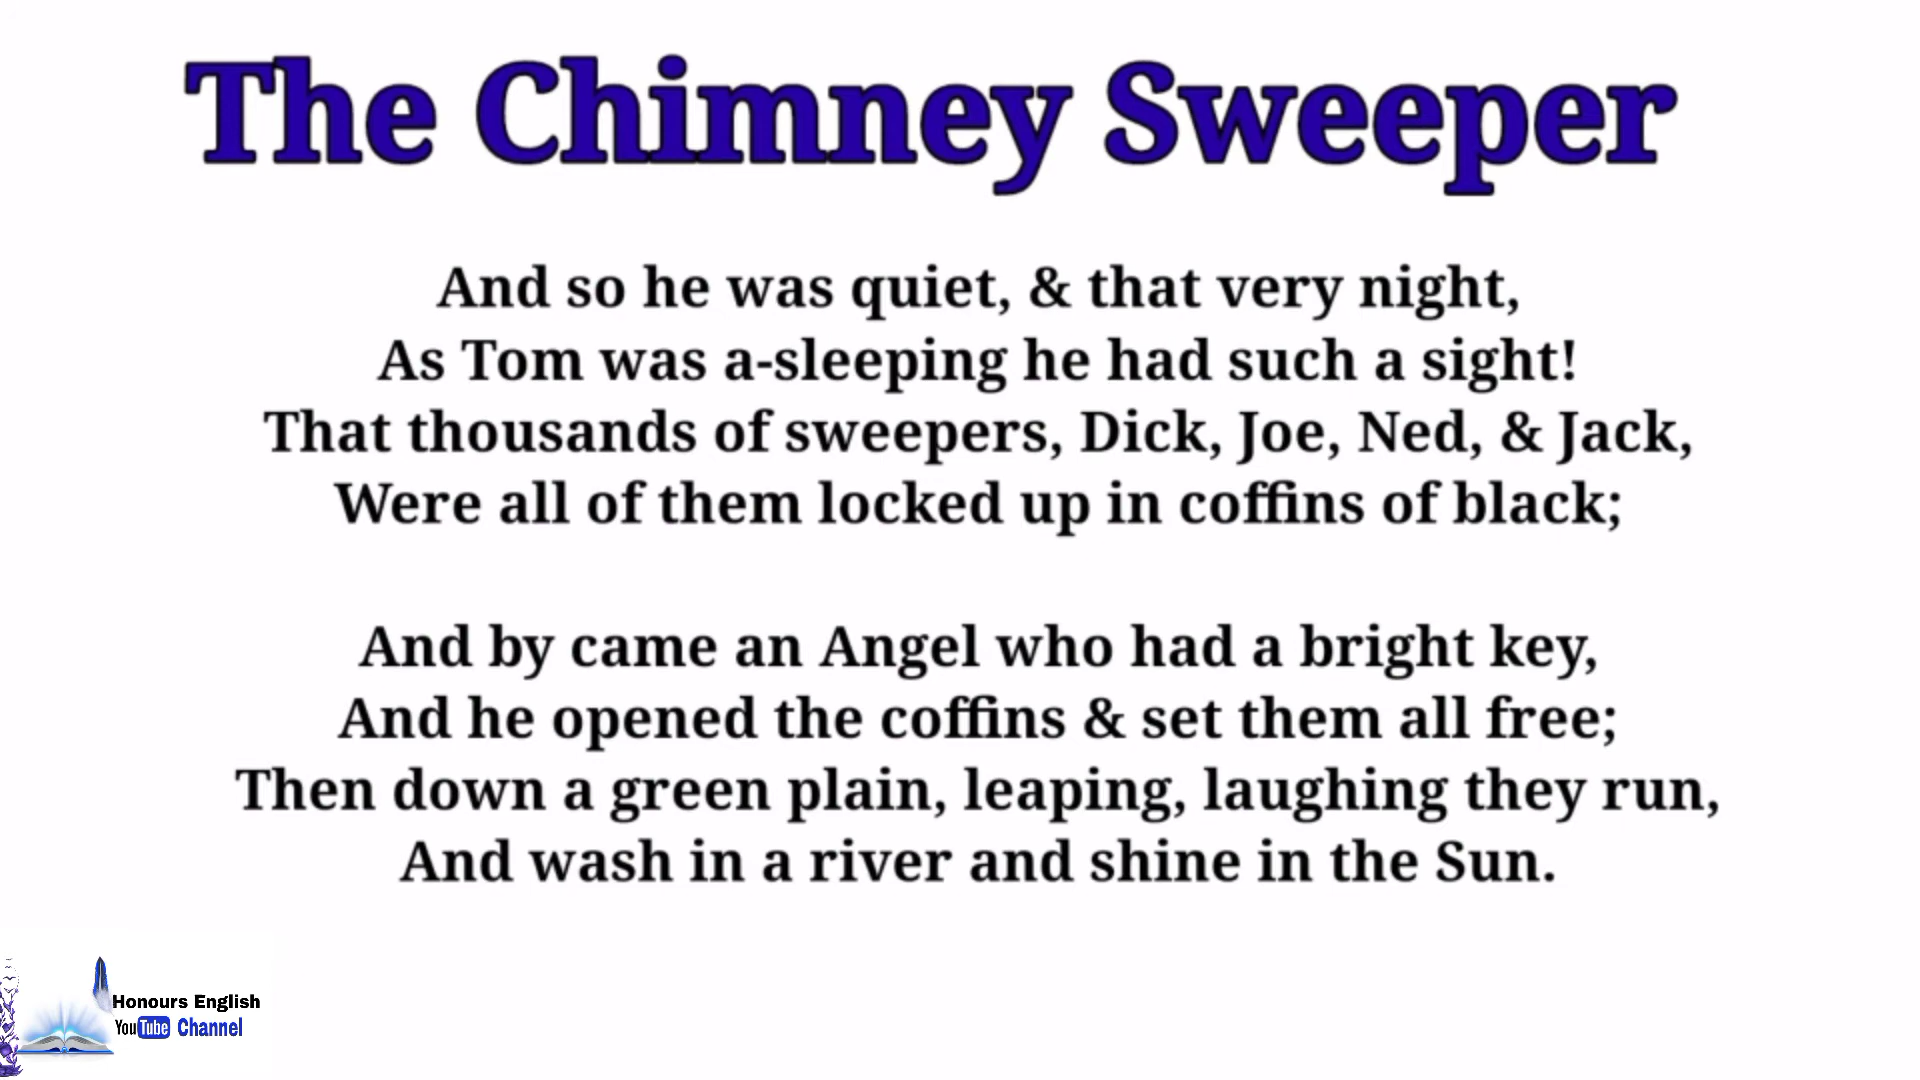 The Chimney Sweeper
And so he was quiet, & that very night,
As Tom was a-sleeping he had such a sight!
That thousands of sweepers, Dick, Joe, Ned, & Jack,
Were all of them locked up in coffins of black;
And by came an Angel who had a bright key,
And he opened the coffins & set them all free;
Then down a green plain, leaping, laughing they run,
And wash in a river and shine in the Sun.
Honours English
YouTube Channel